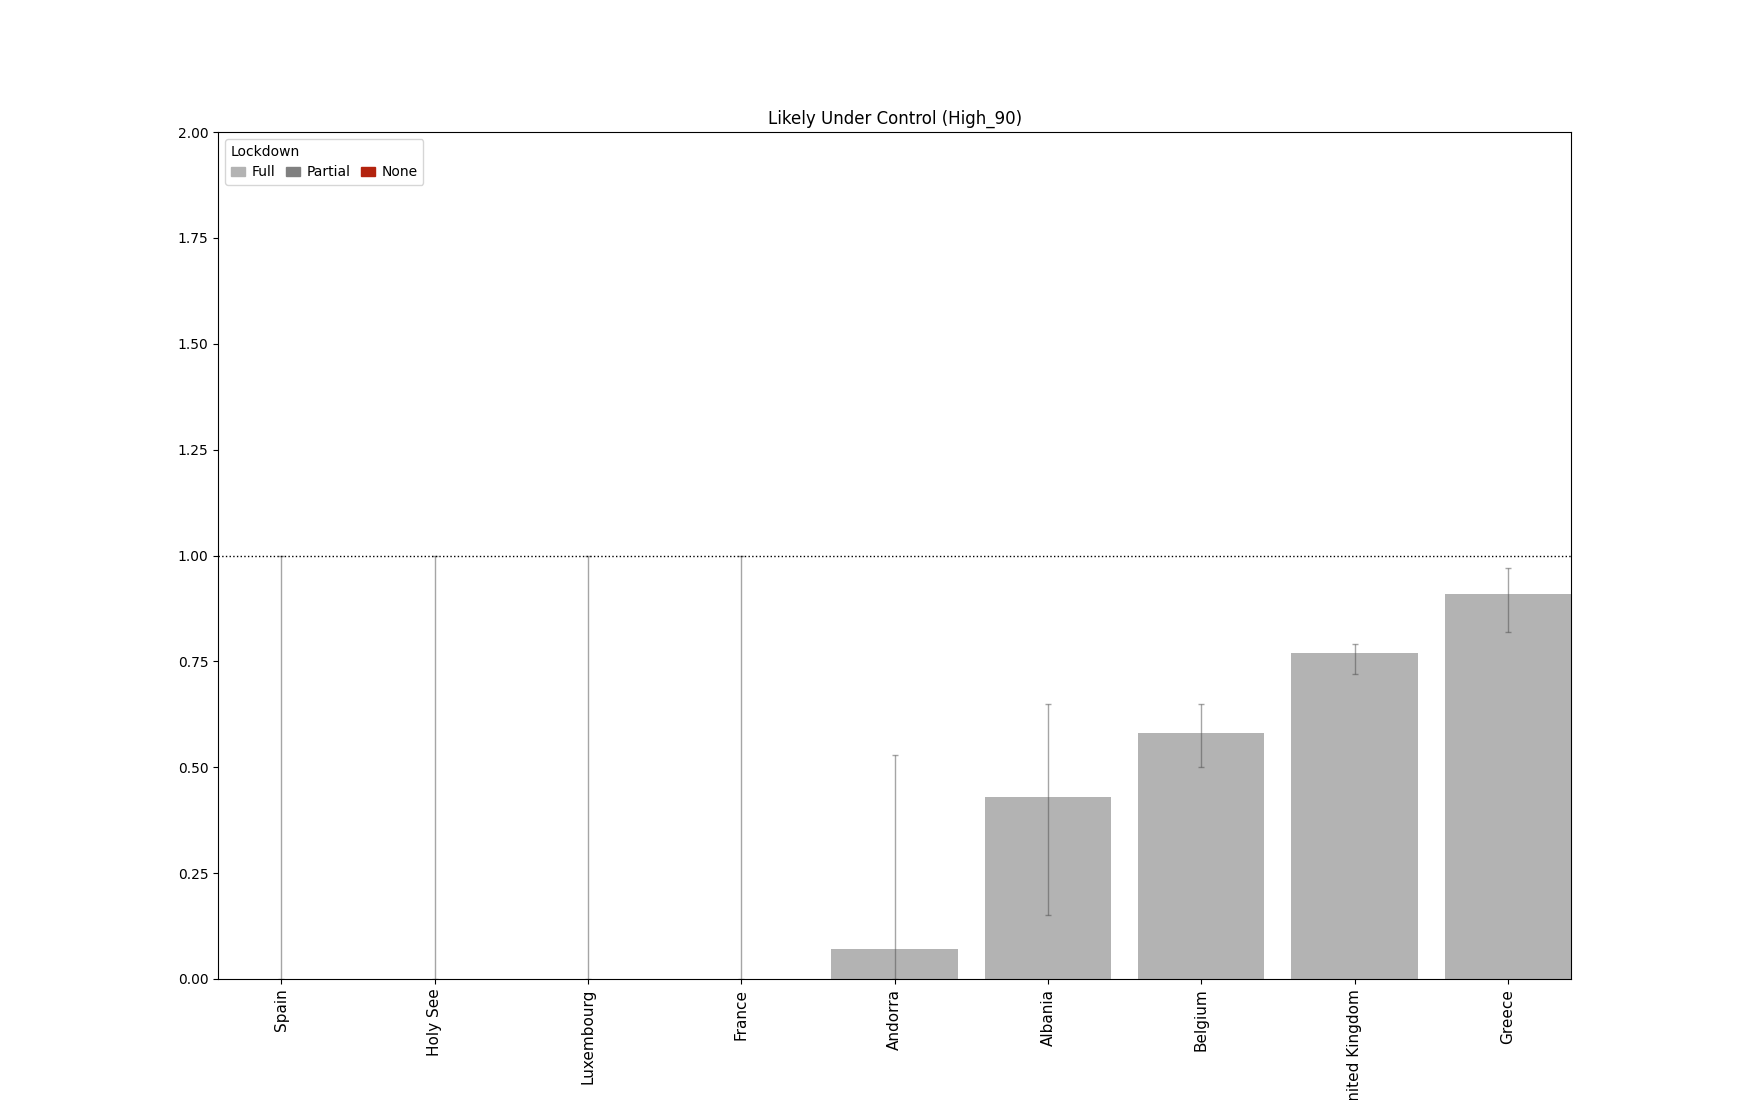 Likely Under Control (High_90)
2.00
Lockdown
Full Partial None
1.75
1.50
1.25
1.00
0.75
0.50
0.25
0.00
Spain
Holy See
Luxembourg
France
Andorra
Albania
Belgium
nited Kingdom
Greece